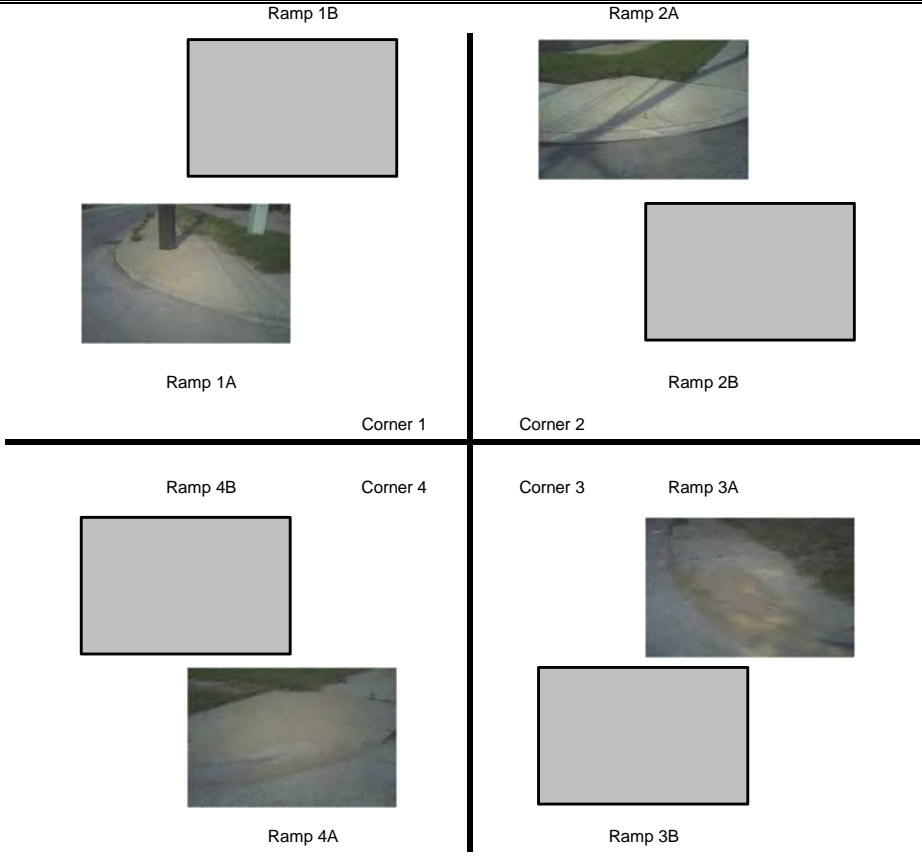 Ramp 1B
Ramp 2A
Ramp 1A
Ramp 2B
Corner 1
Corner 2
Ramp 4B
Corner 4
Corner 3
Ramp 3A
Ramp 4A
Ramp 3B